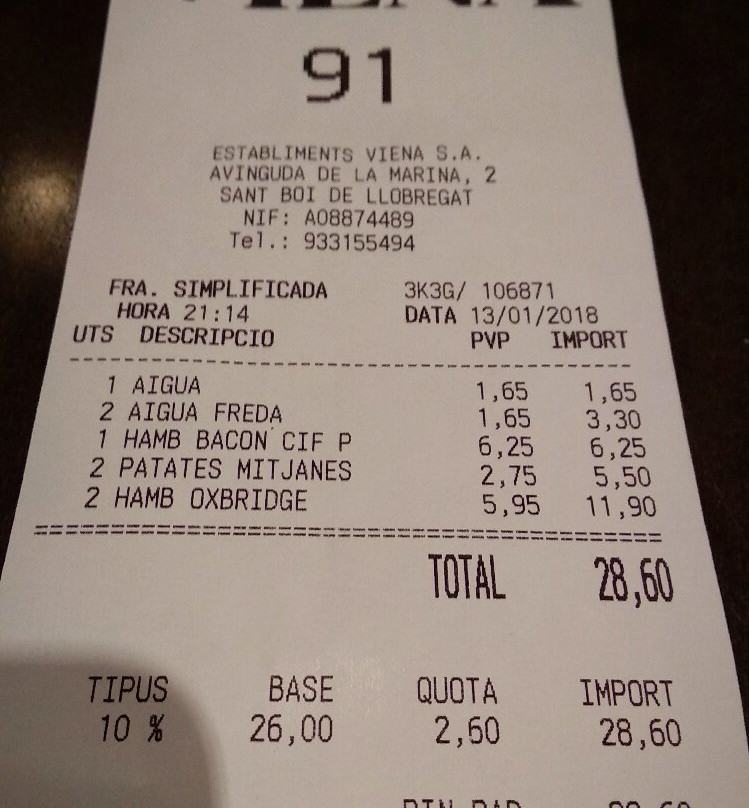 91
ESTABLIMENTS VIENA S.A.
AVINGUDA DE LA MARINA, 2
SANT BOI DE LLOBREGAT
NIF: A08874489
Tel.: 933155494
FRA. SIMPLIFICADA 3K3G/ 106871
HORA 21:14 DATA 13/01/2018
UTS DESCRIPCIO PVP IMPORT
1 AIGUA 1,65 1,65
2 AIGUA FREDA 1,65 3,30
1 HAMB BACON CIF P 6,25 6,25
2 PATATES MITJANES 2,75 5,50
2 HAMB OXBRIDGE 5,95 11,90
TOTAL 28,60
TIPUS BASE QUOTA IMPORT
10 % 26,00 2,60 28,60